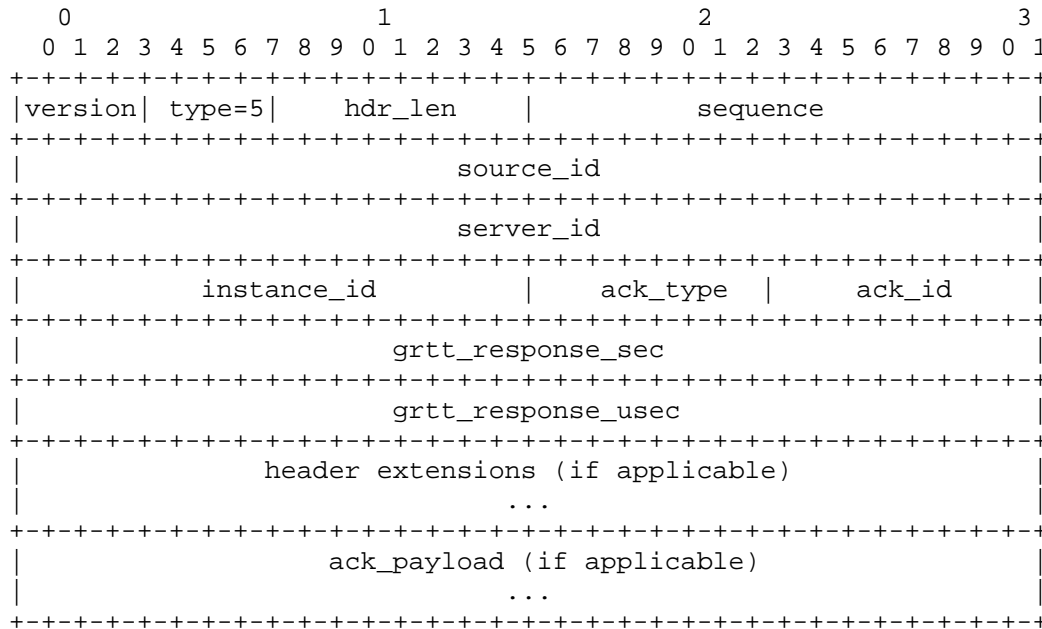 0 1 2 3
0 1 2 3 4 5 6 7 8 9 0 1 2 3 4 5 6 7 8 9 0 1 2 3 4 5 6 7 8 9 0 1
+-+-+-+-+-+-+-+-+-+-+-+-+-+-+-+-+-+-+-+-+-+-+-+-+-+-+-+-+-+-+-+-+
|version| type=5| hdr_len | sequence |
+-+-+-+-+-+-+-+-+-+-+-+-+-+-+-+-+-+-+-+-+-+-+-+-+-+-+-+-+-+-+-+-+
| source_id |
+-+-+-+-+-+-+-+-+-+-+-+-+-+-+-+-+-+-+-+-+-+-+-+-+-+-+-+-+-+-+-+-+
| server_id |
+-+-+-+-+-+-+-+-+-+-+-+-+-+-+-+-+-+-+-+-+-+-+-+-+-+-+-+-+-+-+-+-+
| instance_id | ack_type | ack_id |
+-+-+-+-+-+-+-+-+-+-+-+-+-+-+-+-+-+-+-+-+-+-+-+-+-+-+-+-+-+-+-+-+
| grtt_response_sec |
+-+-+-+-+-+-+-+-+-+-+-+-+-+-+-+-+-+-+-+-+-+-+-+-+-+-+-+-+-+-+-+-+
| grtt_response_usec |
+-+-+-+-+-+-+-+-+-+-+-+-+-+-+-+-+-+-+-+-+-+-+-+-+-+-+-+-+-+-+-+-+
| header extensions (if applicable) |
| ... |
+-+-+-+-+-+-+-+-+-+-+-+-+-+-+-+-+-+-+-+-+-+-+-+-+-+-+-+-+-+-+-+-+
| ack_payload (if applicable) |
| ... |
+-+-+-+-+-+-+-+-+-+-+-+-+-+-+-+-+-+-+-+-+-+-+-+-+-+-+-+-+-+-+-+-+